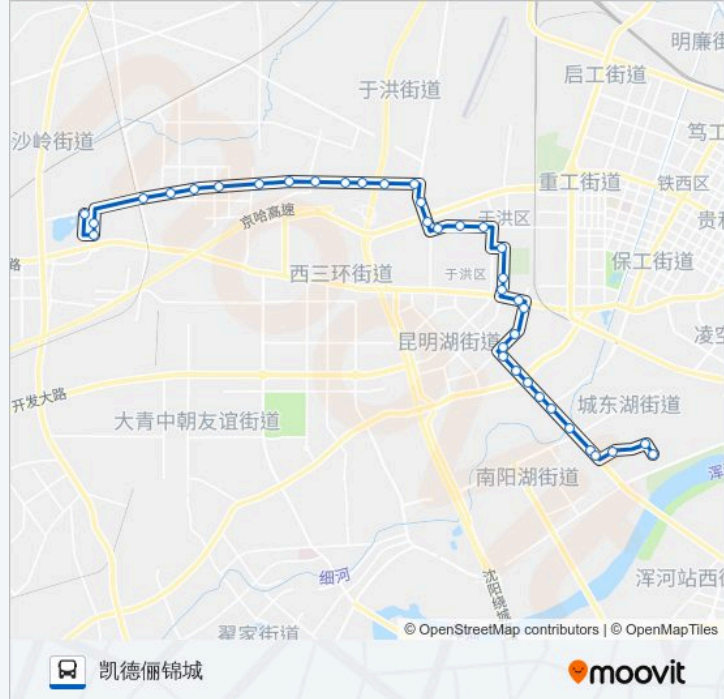 明廉街
启工街道
于洪街道
笃工
沙岭街道
重工街道
铁西区
贵和
京哈高速
于洪区
保工街道
路
西三环街道
于洪区
凌空
昆明湖街道
开发大路
城东湖街道
大青中朝友谊街道
浑
南阳湖街道
细河
沈阳绕城
浑河站西街
翟家街道
© OpenStreetMap contributors | © OpenMapTiles
凯德俪锦城
moovit